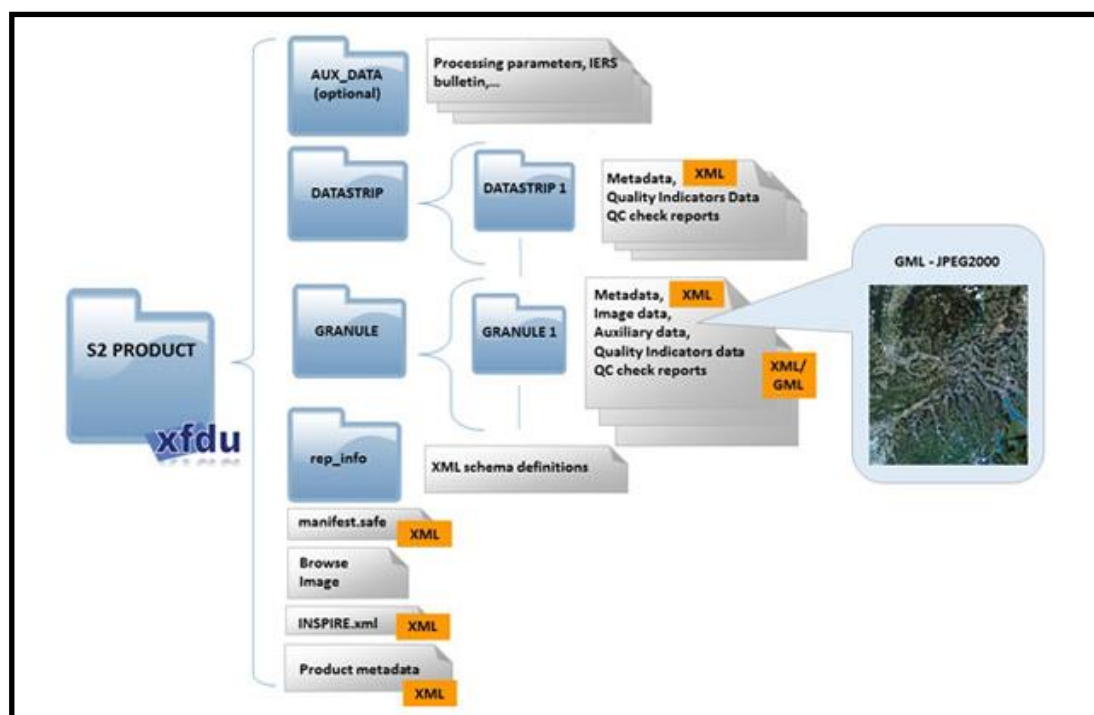 AUX_DATA
(optional)
Processing parameters, IERS
bulletin,...
DATASTRIP
DATASTRIP 1
Metadata,
XML
Quality Indicators Data
QC check reports
GML - JPEG2000
S2 PRODUCT
xfdu
GRANULE
GRANULE 1
Metadata,
XML
Image data,
Auxiliary data,
Quality Indicators data
QC check reports
XML/
GML
rep_info
XML schema definitions
manifest.safe
XML
Browse
Image
INSPIRE.xml
XML
Product metadata
XML